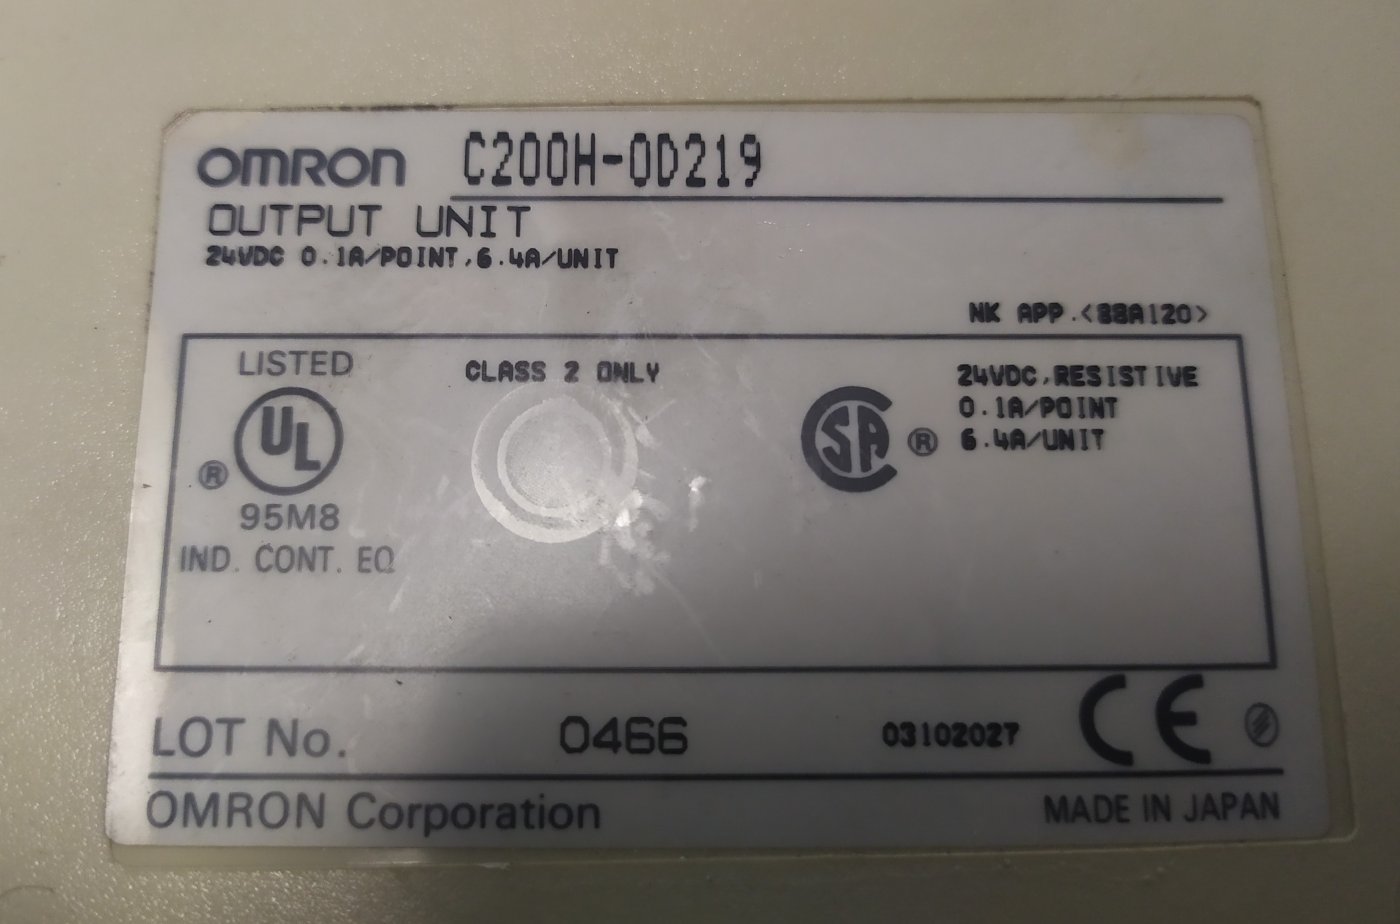 OMRON C200H-OD219
OUTPUT UNIT
24VDC 0.1A/POINT,6.4A/UNIT
NK APP.<88A120>
LISTED
UL
®
95M8
IND. CONT. EQ
CLASS 2 ONLY
SA ®
24VDC,RESISTIVE
0.1A/POINT
6.4A/UNIT
LOT No. 0466 03102027 CE
OMRON Corporation MADE IN JAPAN